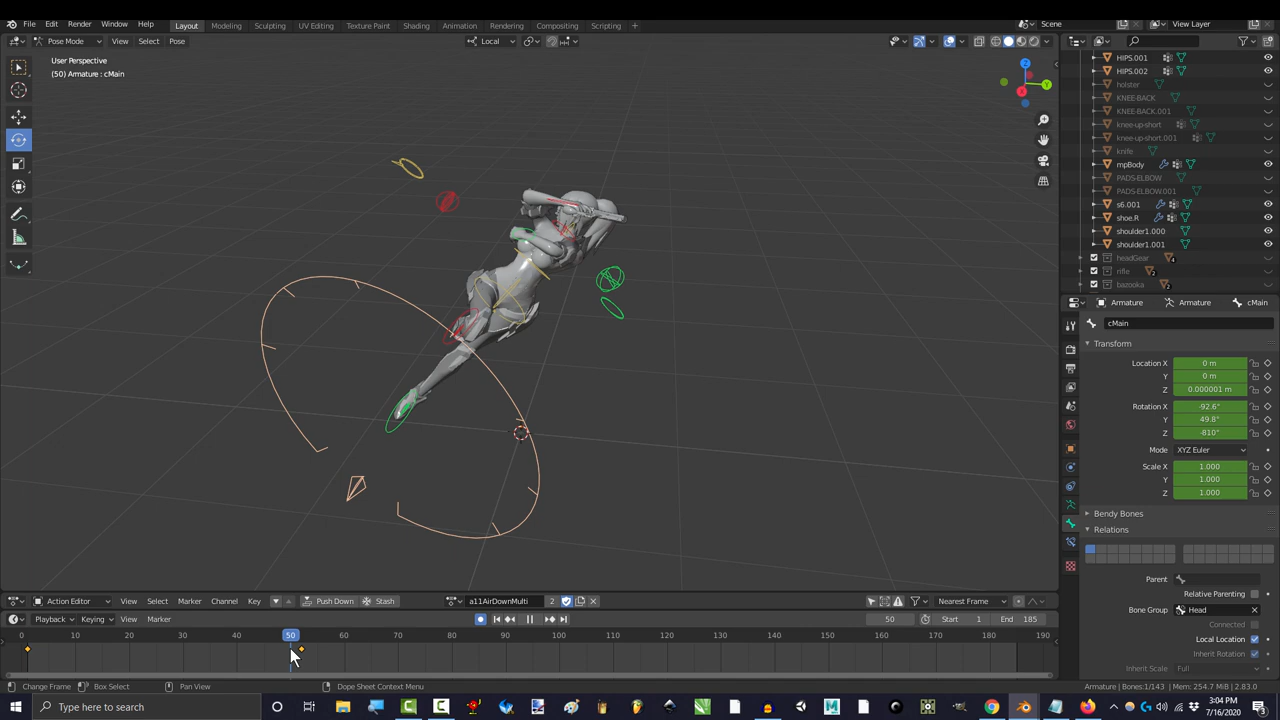 File Edit Render Window Help Layout Modeling Sculpting UV Editing Texture Paint Shading Animation Rendering Compositing Scripting + Scene View Layer
Pose Mode View Select Pose Local
User Perspective
(50) Armature : cMain
Z
Y
X
HIPS.001
HIPS.002
holster
KNEE-BACK
KNEE-BACK.001
knee-up-short
knee-up-short.001
knife
mpBody
PADS-ELBOW
PADS-ELBOW.001
s6.001
shoe.R
shoulder1.000
shoulder1.001
headGear
rifle
bazooka
Armature Armature cMain
cMain
Transform
Location X 0 m
Y 0 m
Z 0.000001 m
Rotation X -92.6°
Y 49.8°
Z -810°
Mode XYZ Euler
Scale X 1.000
Y 1.000
Z 1.000
Bendy Bones
Relations
Parent
Relative Parenting
Bone Group Head
Connected
Local Location
Inherit Rotation
Inherit Scale Full
Action Editor View Select Marker Channel Key Push Down Stash a11AirDownMulti 2 Nearest Frame
Playback Keying View Marker 50 Start 1 End 185
0 10 20 30 40 50 60 70 80 90 100 110 120 130 140 150 160 170 180 190
Change Frame Box Select Pan View Dope Sheet Context Menu Armature | Bones:1/143 | Mem: 254.7 MiB | 2.83.0
Type here to search 3:04 PM
7/16/2020